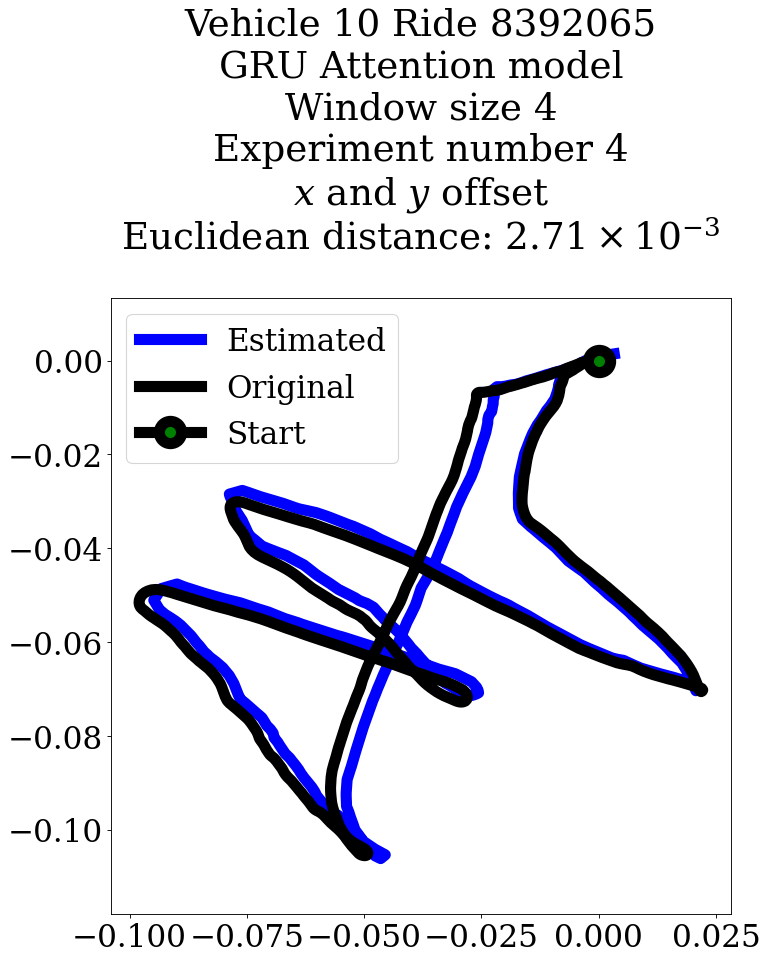 Vehicle 10 Ride 8392065
GRU Attention model
Window size 4
Experiment number 4
x and y offset
Euclidean distance: 2.71 × 10⁻³
Estimated
Original
Start
0.00
−0.02
−0.04
−0.06
−0.08
−0.10
−0.100 −0.075 −0.050 −0.025 0.000 0.025